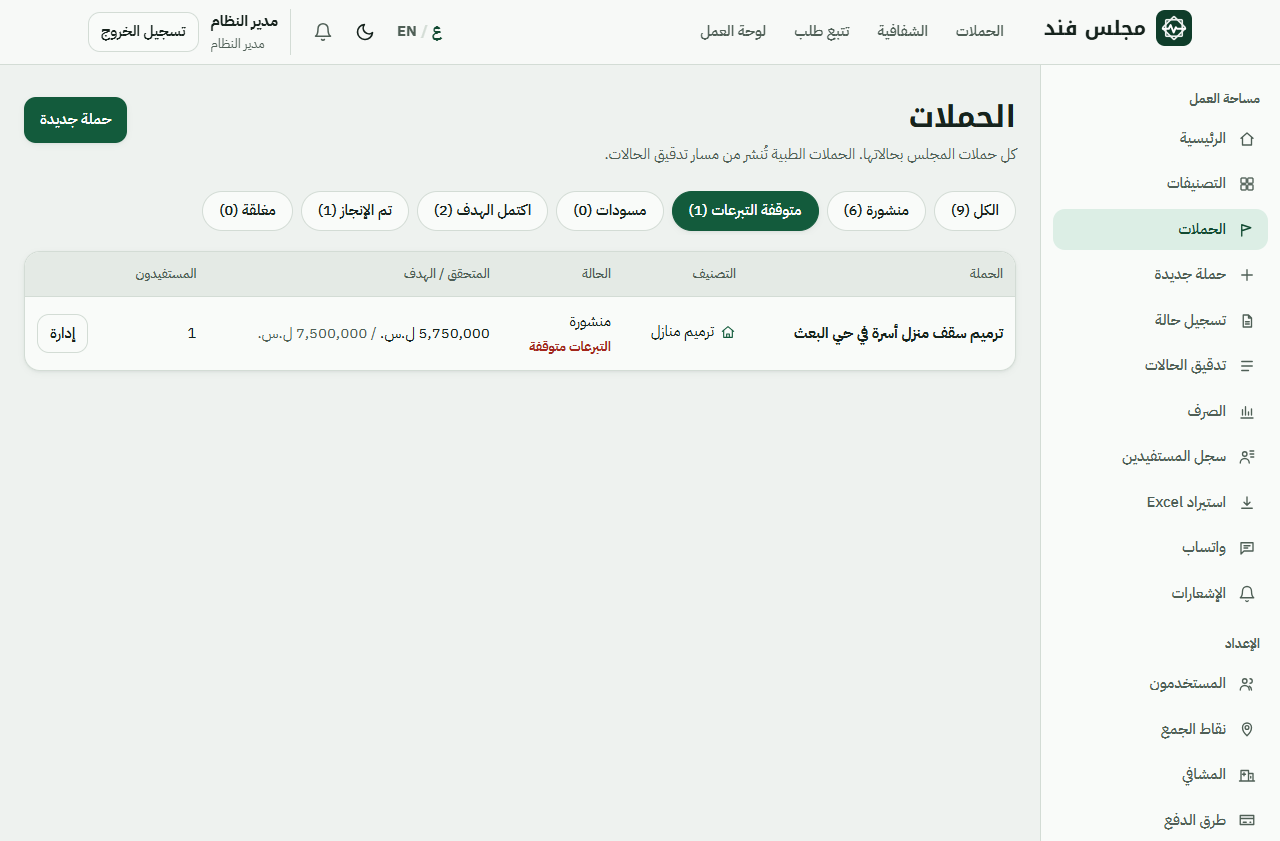 مجلس فند
الحملات
الشفافية
تتبع طلب
لوحة العمل
ع / EN
مدير النظام
مدير النظام
تسجيل الخروج
مساحة العمل
الرئيسية
التصنيفات
الحملات
حملة جديدة
تسجيل حالة
تدقيق الحالات
الصرف
سجل المستفيدين
استيراد Excel
واتساب
الإشعارات
الإعداد
المستخدمون
نقاط الجمع
المشافي
طرق الدفع
الحملات
كل حملات المجلس بحالاتها. الحملات الطبية تُنشر من مسار تدقيق الحالات.
حملة جديدة
الكل (9)
منشورة (6)
متوقفة التبرعات (1)
مسودات (0)
اكتمل الهدف (2)
تم الإنجاز (1)
مغلقة (0)
الحملة
التصنيف
الحالة
المتحقق / الهدف
المستفيدون
ترميم سقف منزل أسرة في حي البعث
ترميم منازل
منشورة
التبرعات متوقفة
5,750,000 ل.س. / 7,500,000 ل.س.
1
إدارة